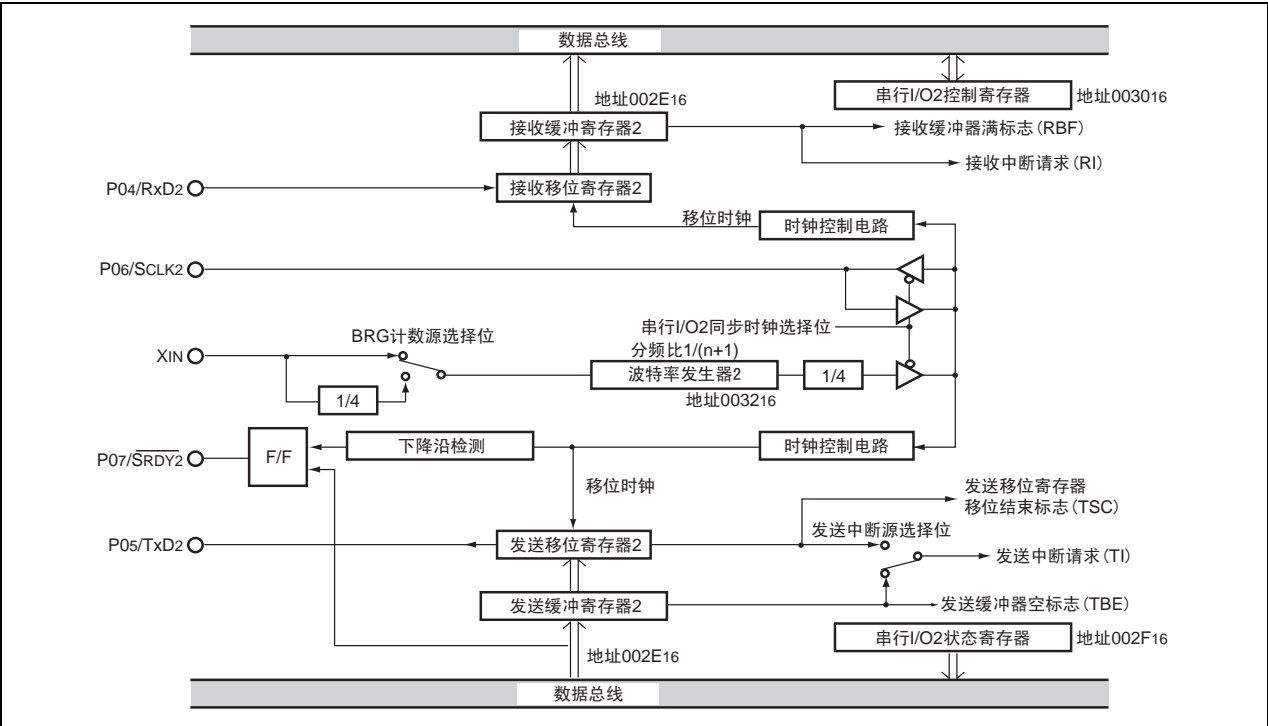 数据总线
地址002E16
串行I/O2控制寄存器
地址003016
接收缓冲寄存器2
接收缓冲器满标志(RBF)
接收中断请求(RI)
P04/RxD2
接收移位寄存器2
移位时钟
时钟控制电路
P06/SCLK2
串行I/O2同步时钟选择位
BRG计数源选择位
分频比1/(n+1)
XIN
波特率发生器2
1/4
1/4
地址003216
P07/SRDY2
F/F
下降沿检测
时钟控制电路
移位时钟
发送移位寄存器
移位结束标志(TSC)
发送中断源选择位
P05/TxD2
发送移位寄存器2
发送中断请求(TI)
发送缓冲寄存器2
发送缓冲器空标志(TBE)
串行I/O2状态寄存器
地址002F16
地址002E16
数据总线